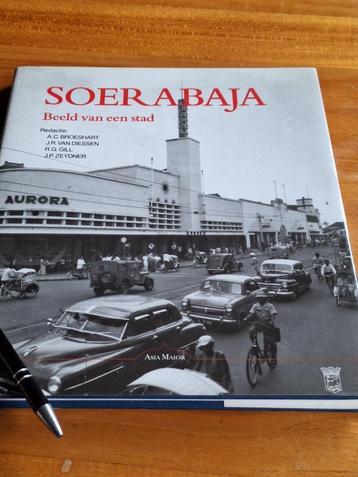 SOERABAJA
Beeld van een stad
Redactie:
A.C. BROESHART
J.R. VAN DIESSEN
R.G. GILL
J.P. ZEYDNER
AURORA
ASIA MAIOR